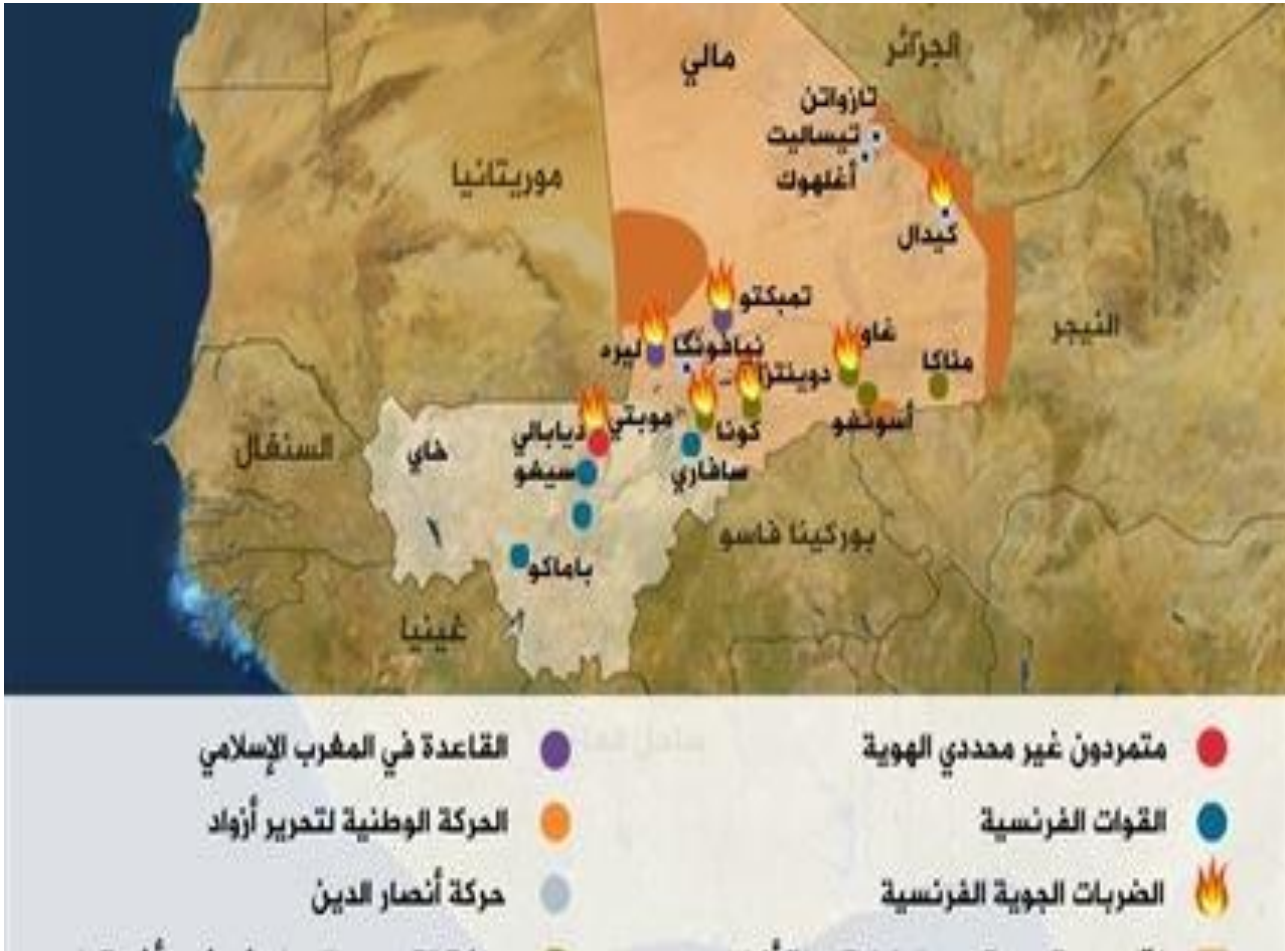 مالي
الجزائر
تازواتن
تيساليت
أغلهوك
موريتانيا
كيدال
تمبكتو
النيجر
غاو
نيافونكا
ليره
مناكا
دوينتزا
أسونغو
موبتي
كونا
ديابالي
السنغال
خاي
سيغو
سافاري
بوركينا فاسو
باماكو
غينيا
متمردون غير محددي الهوية
القاعدة في المغرب الإسلامي
القوات الفرنسية
الحركة الوطنية لتحرير أزواد
الضربات الجوية الفرنسية
حركة أنصار الدين